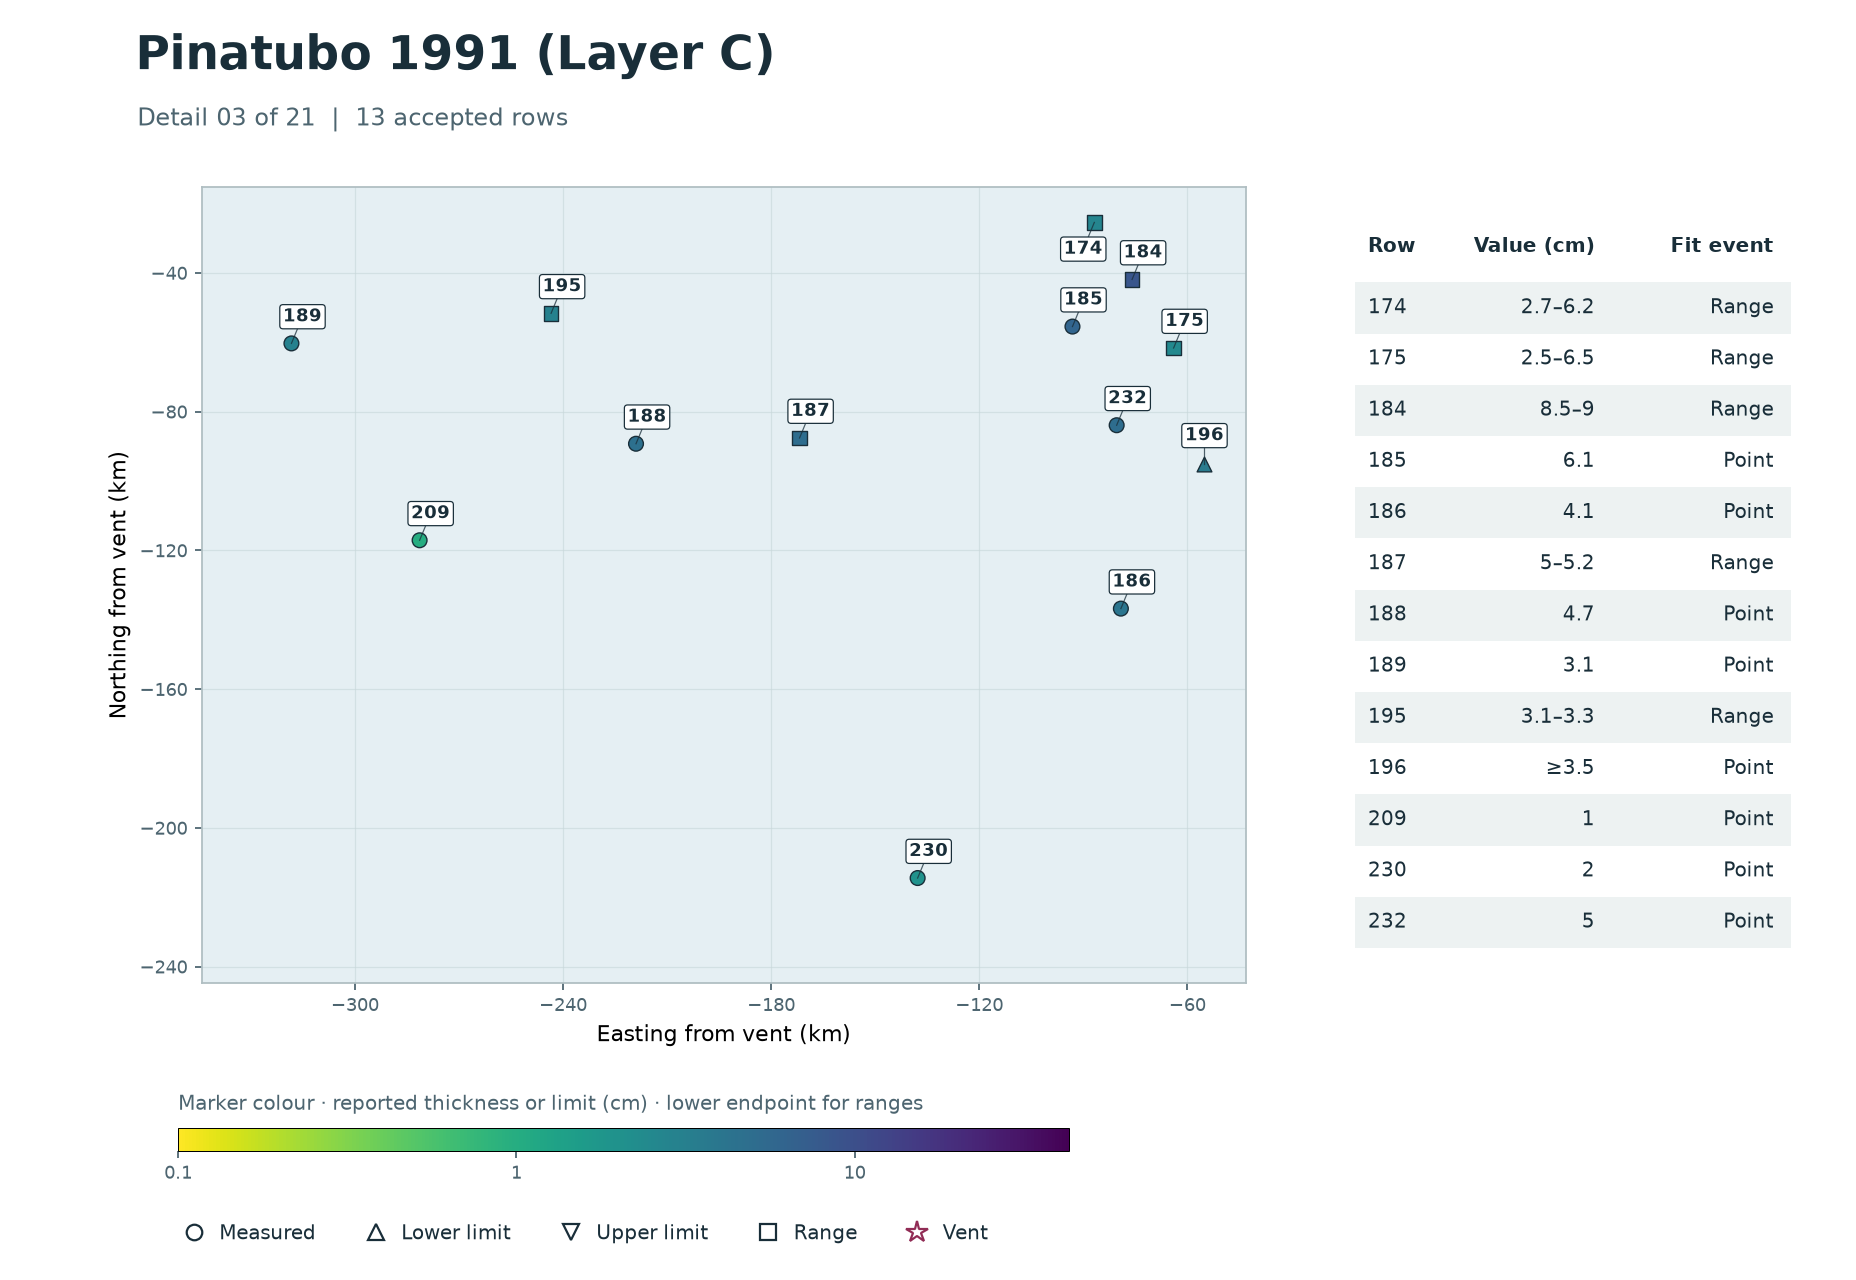 Pinatubo 1991 (Layer C)
Detail 03 of 21 | 13 accepted rows
174
184
195
185
189
175
232
187
188
196
209
186
230
−40
−80
−120
−160
−200
−240
Northing from vent (km)
−300 −240 −180 −120 −60
Easting from vent (km)
Row Value (cm) Fit event
174 2.7–6.2 Range
175 2.5–6.5 Range
184 8.5–9 Range
185 6.1 Point
186 4.1 Point
187 5–5.2 Range
188 4.7 Point
189 3.1 Point
195 3.1–3.3 Range
196 ≥3.5 Point
209 1 Point
230 2 Point
232 5 Point
Marker colour · reported thickness or limit (cm) · lower endpoint for ranges
0.1 1 10
Measured Lower limit Upper limit Range Vent